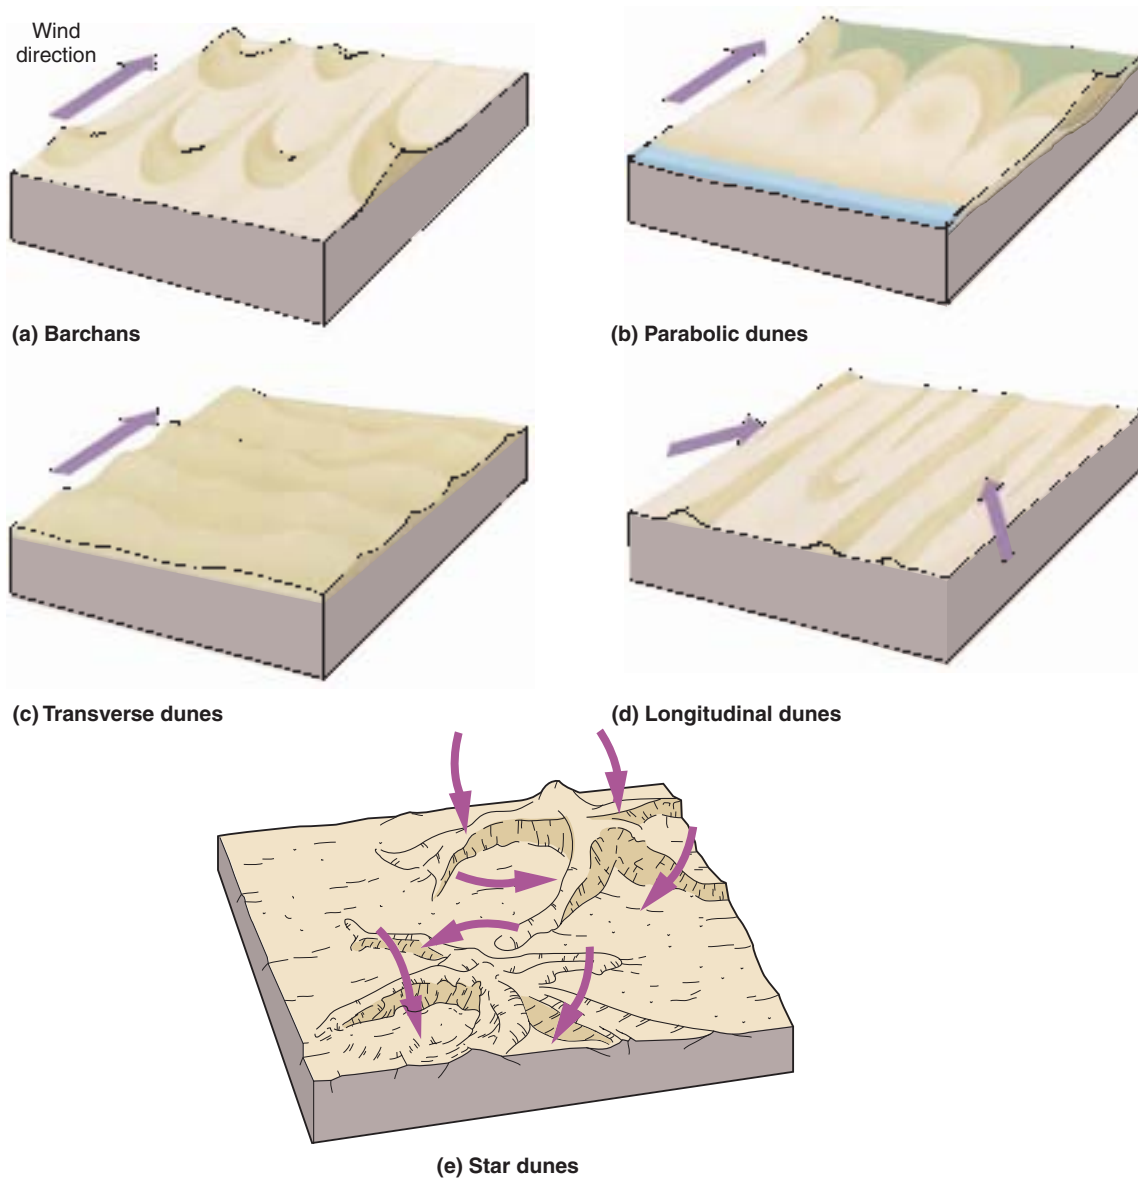 Wind
direction
(a) Barchans
(b) Parabolic dunes
(c) Transverse dunes
(d) Longitudinal dunes
(e) Star dunes